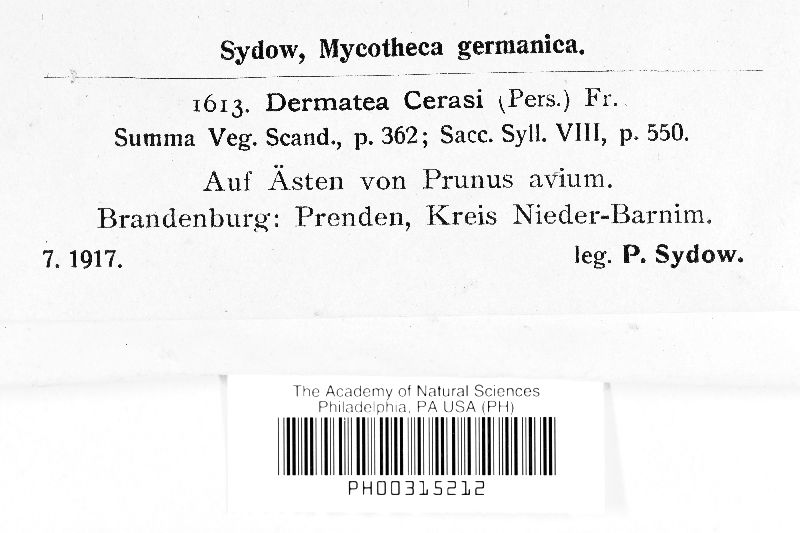 Sydow, Mycotheca germanica.
1613. Dermatea Cerasi (Pers.) Fr.
Summa Veg. Scand., p. 362; Sacc. Syll. VIII, p. 550.
Auf Ästen von Prunus avium.
Brandenburg: Prenden, Kreis Nieder-Barnim.
7. 1917. leg. P. Sydow.
The Academy of Natural Sciences
Philadelphia, PA USA (PH)
PH00315212